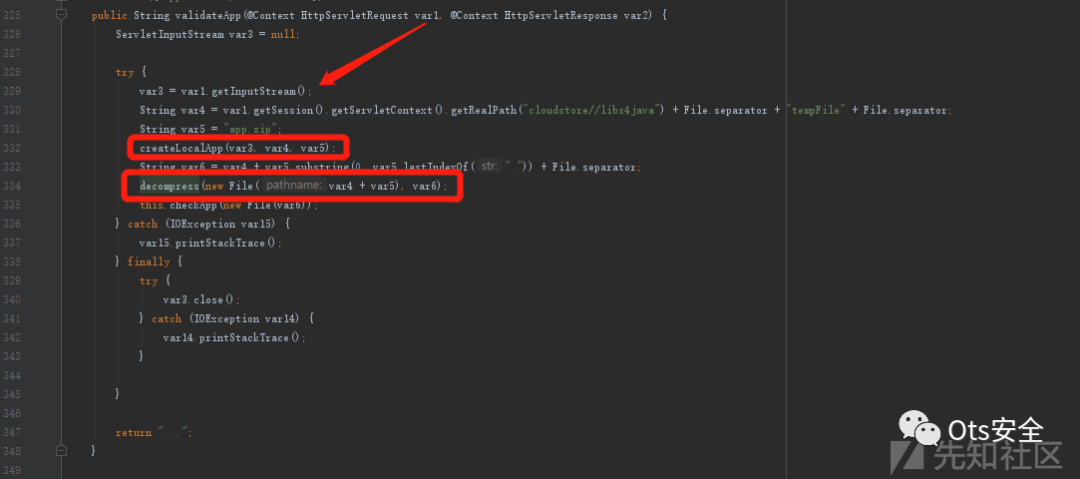 325 public String validateApp(@Context HttpServletRequest var1, @Context HttpServletResponse var2) {
326 ServletInputStream var3 = null;
327
328 try {
329 var3 = var1.getInputStream();
330 String var4 = var1.getSession().getServletContext().getRealPath("cloudstore//libs4java") + File.separator + "tempFile" + File.separator;
331 String var5 = "app.zip";
332 createLocalApp(var3, var4, var5);
333 String var6 = var4 + var5.substring(0, var5.lastIndexOf( str: ".")) + File.separator;
334 decompress(new File( pathname: var4 + var5), var6);
335 this.checkApp(new File(var6));
336 } catch (IOException var15) {
337 var15.printStackTrace();
338 } finally {
339 try {
340 var3.close();
341 } catch (IOException var14) {
342 var14.printStackTrace();
343 }
344
345 }
346
347 return "...";
348 }
349
Ots安全
先知社区